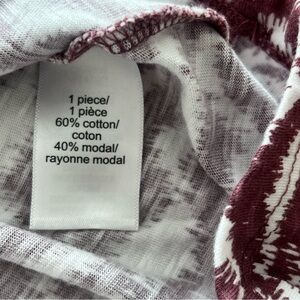 1 piece/
1 pièce
60% cotton/
coton
40% modal/
rayonne modal